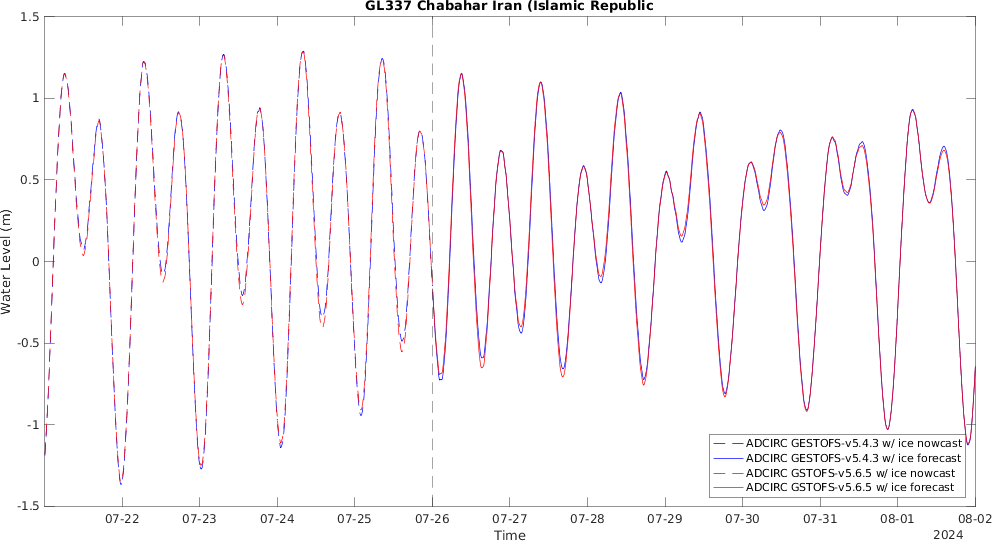 GL337 Chabahar Iran (Islamic Republic
1.5
1
0.5
0
-0.5
-1
-1.5
Water Level (m)
07-22
07-23
07-24
07-25
07-26
07-27
07-28
07-29
07-30
07-31
08-01
08-02
Time
2024
ADCIRC GESTOFS-v5.4.3 w/ ice nowcast
ADCIRC GESTOFS-v5.4.3 w/ ice forecast
ADCIRC GSTOFS-v5.6.5 w/ ice nowcast
ADCIRC GSTOFS-v5.6.5 w/ ice forecast